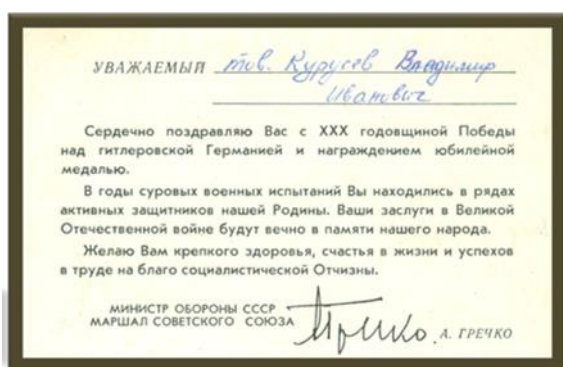 УВАЖАЕМЫЙ тов. Курусев Владимир
Иванович
Сердечно поздравляю Вас с XXX годовщиной Победы
над гитлеровской Германией и награждением юбилейной
медалью.
В годы суровых военных испытаний Вы находились в рядах
активных защитников нашей Родины. Ваши заслуги в Великой
Отечественной войне будут вечно в памяти нашего народа.
Желаю Вам крепкого здоровья, счастья в жизни и успехов
в труде на благо социалистической Отчизны.
МИНИСТР ОБОРОНЫ СССР
МАРШАЛ СОВЕТСКОГО СОЮЗА
Гречко А. ГРЕЧКО